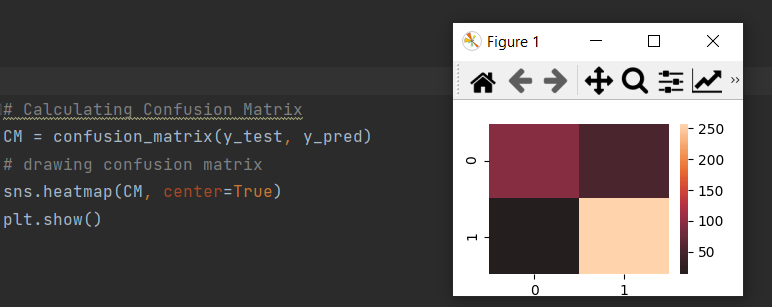 # Calculating Confusion Matrix
CM = confusion_matrix(y_test, y_pred)
# drawing confusion matrix
sns.heatmap(CM, center=True)
plt.show()
Figure 1
0
1
0
1
250
200
150
100
50